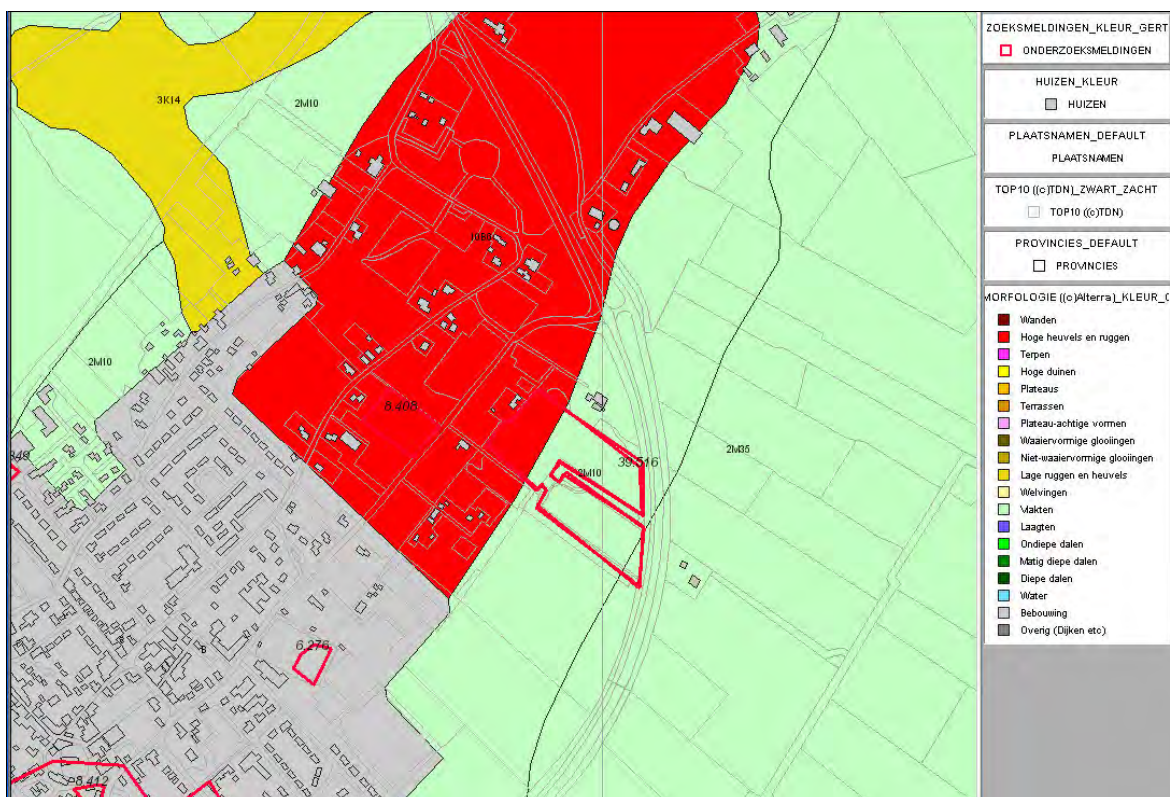 3K14
2M10
2M10
8.408
39.516
2M35
6.276
B
ZOEKSMELDINGEN_KLEUR_GERT
ONDERZOEKSMELDINGEN
HUIZEN_KLEUR
HUIZEN
PLAATSNAMEN_DEFAULT
PLAATSNAMEN
TOP10 ((c)TDN)_ZWART_ZACHT
TOP10 ((c)TDN)
PROVINCIES_DEFAULT
PROVINCIES
MORFOLOGIE ((c)Alterra)_KLEUR_
Wanden
Hoge heuvels en ruggen
Terpen
Hoge duinen
Plateaus
Terrassen
Plateau-achtige vormen
Waaiervormige glooiingen
Niet-waaiervormige glooiingen
Lage ruggen en heuvels
Welvingen
Vlakten
Laagten
Ondiepe dalen
Matig diepe dalen
Diepe dalen
Water
Bebouwing
Overig (Dijken etc)